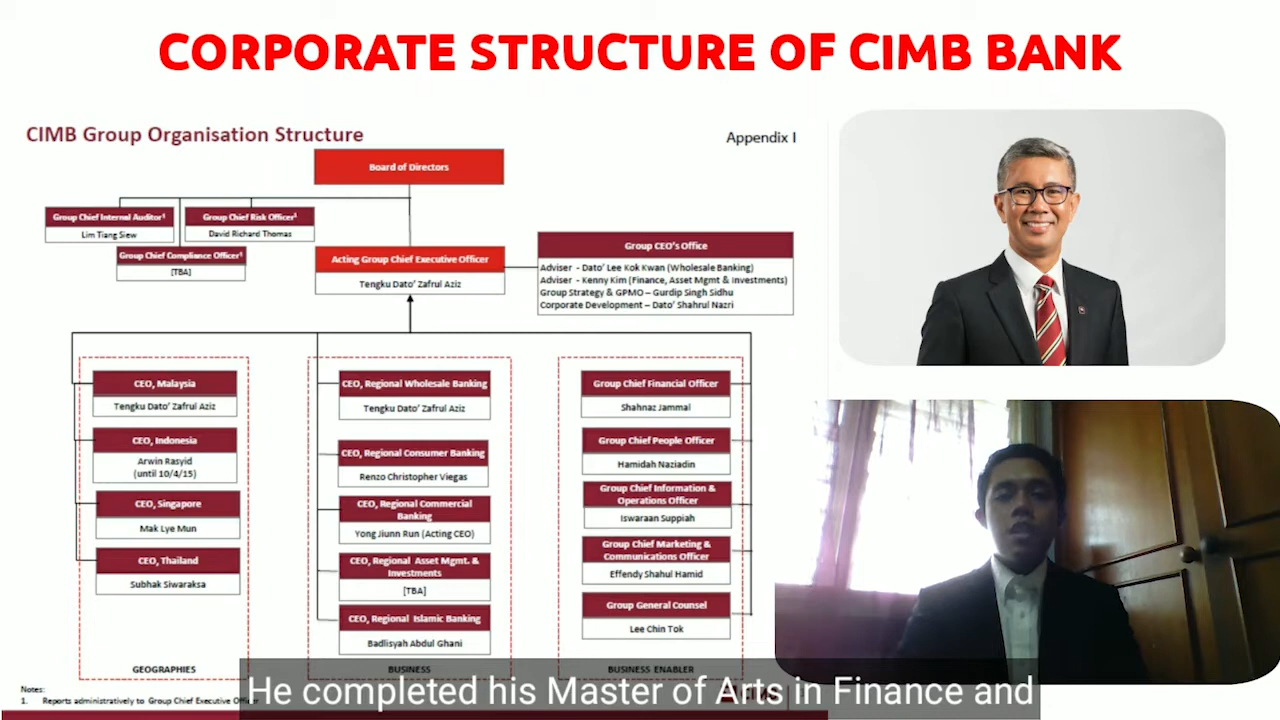 CORPORATE STRUCTURE OF CIMB BANK
CIMB Group Organisation Structure
Appendix I
Board of Directors
Group Chief Internal Auditor¹
Lim Tiang Siew
Group Chief Risk Officer¹
David Richard Thomas
Group Chief Compliance Officer¹
[TBA]
Acting Group Chief Executive Officer
Tengku Dato' Zafrul Aziz
Group CEO's Office
Adviser - Dato' Lee Kok Kwan (Wholesale Banking)
Adviser - Kenny Kim (Finance, Asset Mgmt & Investments)
Group Strategy & GPMO – Gurdip Singh Sidhu
Corporate Development – Dato' Shahrul Nazri
CEO, Malaysia
Tengku Dato' Zafrul Aziz
CEO, Indonesia
Arwin Rasyid
(until 10/4/15)
CEO, Singapore
Mak Lye Mun
CEO, Thailand
Subhak Siwaraksa
GEOGRAPHIES
CEO, Regional Wholesale Banking
Tengku Dato' Zafrul Aziz
CEO, Regional Consumer Banking
Renzo Christopher Viegas
CEO, Regional Commercial
Banking
Yong Jiunn Run (Acting CEO)
CEO, Regional Asset Mgmt. &
Investments
[TBA]
CEO, Regional Islamic Banking
Badlisyah Abdul Ghani
BUSINESS
Group Chief Financial Officer
Shahnaz Jammal
Group Chief People Officer
Hamidah Naziadin
Group Chief Information &
Operations Officer
Iswaraan Suppiah
Group Chief Marketing &
Communications Officer
Effendy Shahul Hamid
Group General Counsel
Lee Chin Tok
BUSINESS ENABLER
Notes:
1. Reports administratively to Group Chief Executive Officer
He completed his Master of Arts in Finance and